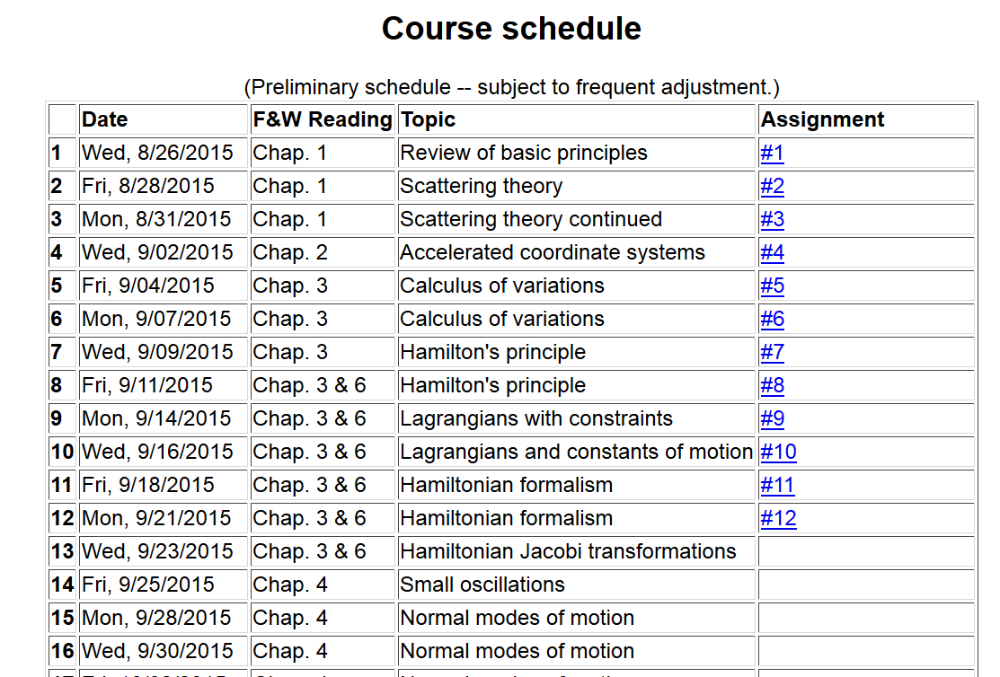 Course schedule
(Preliminary schedule -- subject to frequent adjustment.)
Date F&W Reading Topic Assignment
1 Wed, 8/26/2015 Chap. 1 Review of basic principles #1
2 Fri, 8/28/2015 Chap. 1 Scattering theory #2
3 Mon, 8/31/2015 Chap. 1 Scattering theory continued #3
4 Wed, 9/02/2015 Chap. 2 Accelerated coordinate systems #4
5 Fri, 9/04/2015 Chap. 3 Calculus of variations #5
6 Mon, 9/07/2015 Chap. 3 Calculus of variations #6
7 Wed, 9/09/2015 Chap. 3 Hamilton's principle #7
8 Fri, 9/11/2015 Chap. 3 & 6 Hamilton's principle #8
9 Mon, 9/14/2015 Chap. 3 & 6 Lagrangians with constraints #9
10 Wed, 9/16/2015 Chap. 3 & 6 Lagrangians and constants of motion #10
11 Fri, 9/18/2015 Chap. 3 & 6 Hamiltonian formalism #11
12 Mon, 9/21/2015 Chap. 3 & 6 Hamiltonian formalism #12
13 Wed, 9/23/2015 Chap. 3 & 6 Hamiltonian Jacobi transformations
14 Fri, 9/25/2015 Chap. 4 Small oscillations
15 Mon, 9/28/2015 Chap. 4 Normal modes of motion
16 Wed, 9/30/2015 Chap. 4 Normal modes of motion